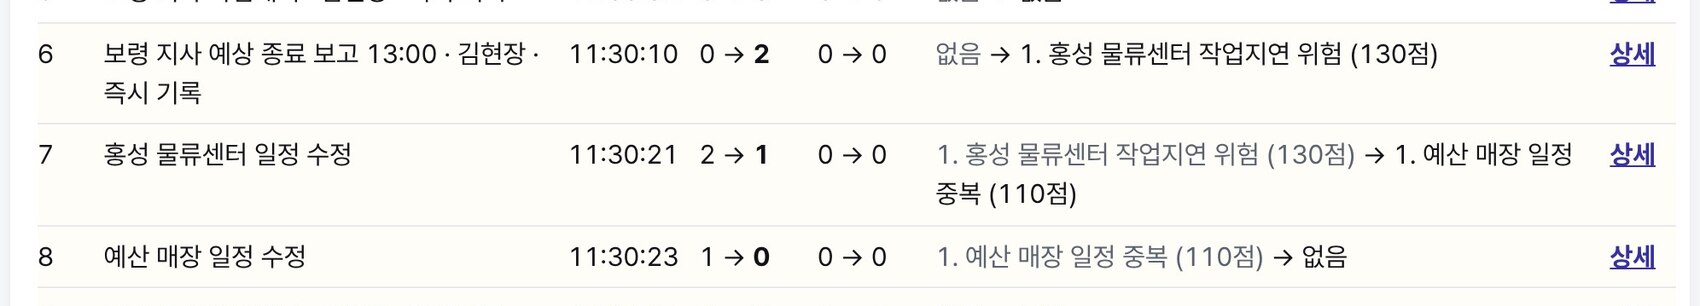 6 보령 지사 예상 종료 보고 13:00 · 김현장 · 11:30:10 0 → 2 0 → 0 없음 → 1. 홍성 물류센터 작업지연 위험 (130점) 상세
즉시 기록
7 홍성 물류센터 일정 수정 11:30:21 2 → 1 0 → 0 1. 홍성 물류센터 작업지연 위험 (130점) → 1. 예산 매장 일정 상세
중복 (110점)
8 예산 매장 일정 수정 11:30:23 1 → 0 0 → 0 1. 예산 매장 일정 중복 (110점) → 없음 상세